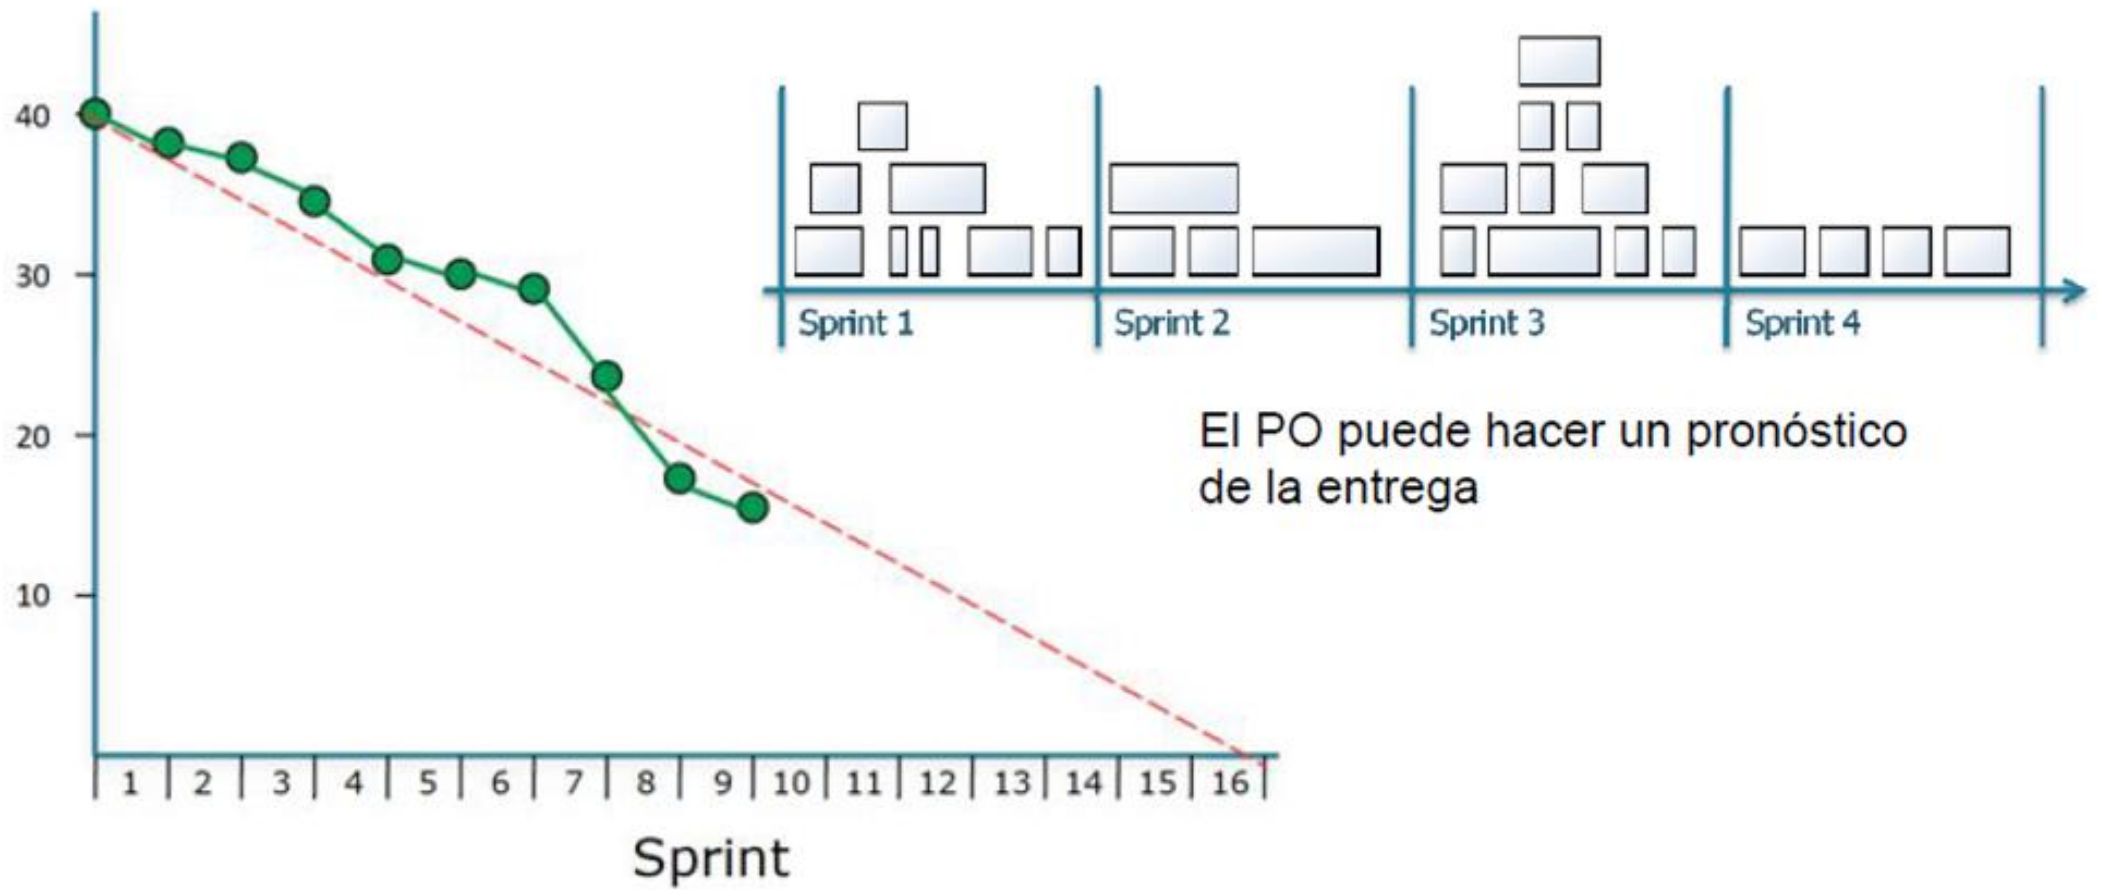 40
30
20
10
1 2 3 4 5 6 7 8 9 10 11 12 13 14 15 16
Sprint
Sprint 1 Sprint 2 Sprint 3 Sprint 4
El PO puede hacer un pronóstico
de la entrega